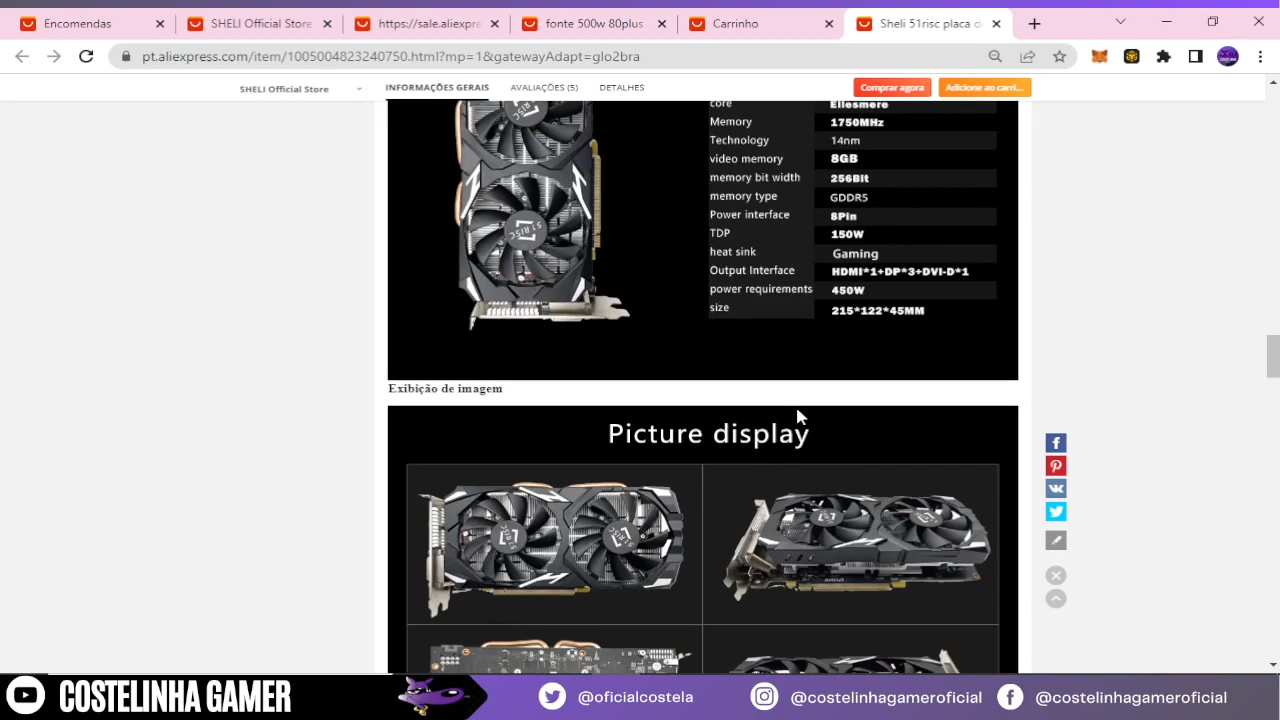 Encomendas
SHELI Official Store
https://sale.aliexpre
fonte 500w 80plus
Carrinho
Sheli 51risc placa d
pt.aliexpress.com/item/1005004823240750.html?mp=1&gatewayAdapt=glo2bra
SHELI Official Store
INFORMAÇÕES GERAIS
AVALIAÇÕES (5)
DETALHES
Comprar agora
Adicione ao carri...
core Ellesmere
Memory 1750MHz
Technology 14nm
video memory 8GB
memory bit width 256Bit
memory type GDDR5
Power interface 8Pin
TDP 150W
heat sink Gaming
Output Interface HDMI*1+DP*3+DVI-D*1
power requirements 450W
size 215*122*45MM
51RISC
Exibição de imagem
Picture display
COSTELINHA GAMER
@oficialcostela
@costelinhagameroficial
@costelinhagameroficial